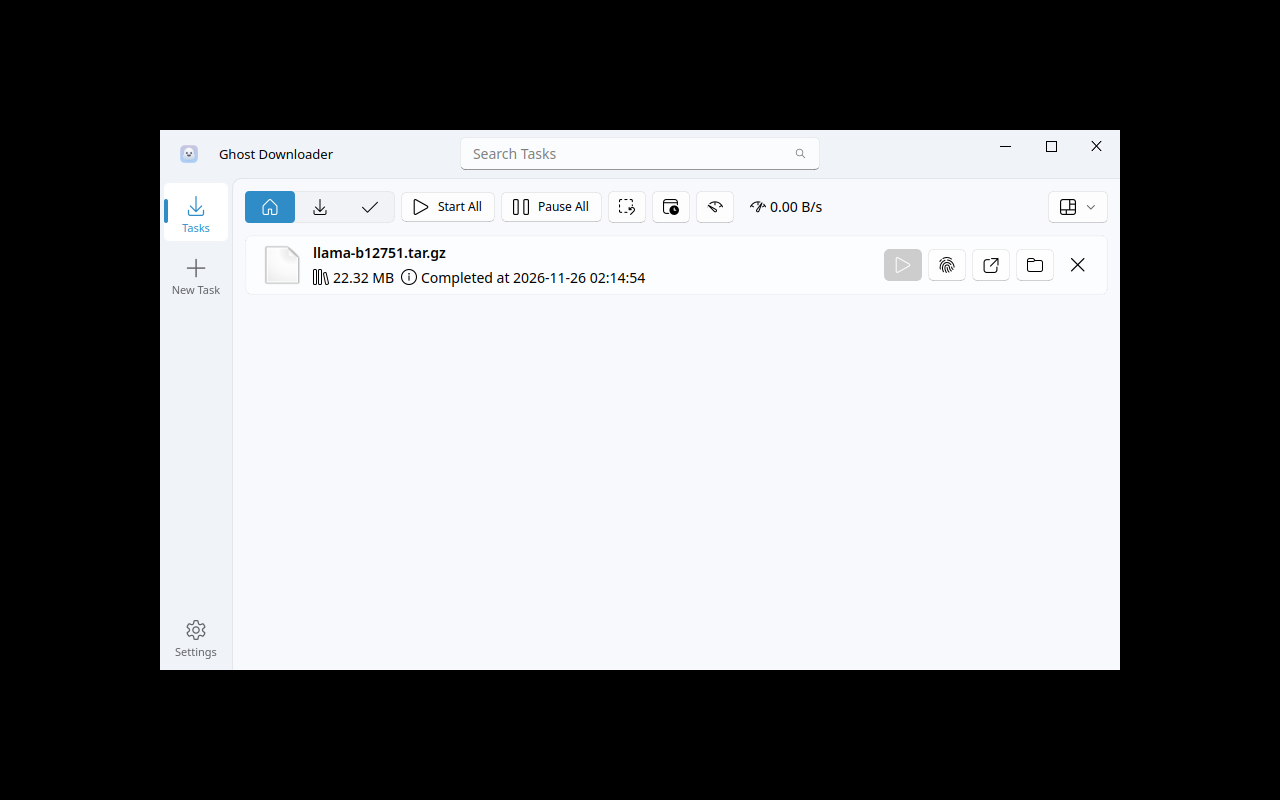 Ghost Downloader
Search Tasks
Tasks
New Task
Settings
Start All
Pause All
0.00 B/s
llama-b12751.tar.gz
22.32 MB Completed at 2026-11-26 02:14:54